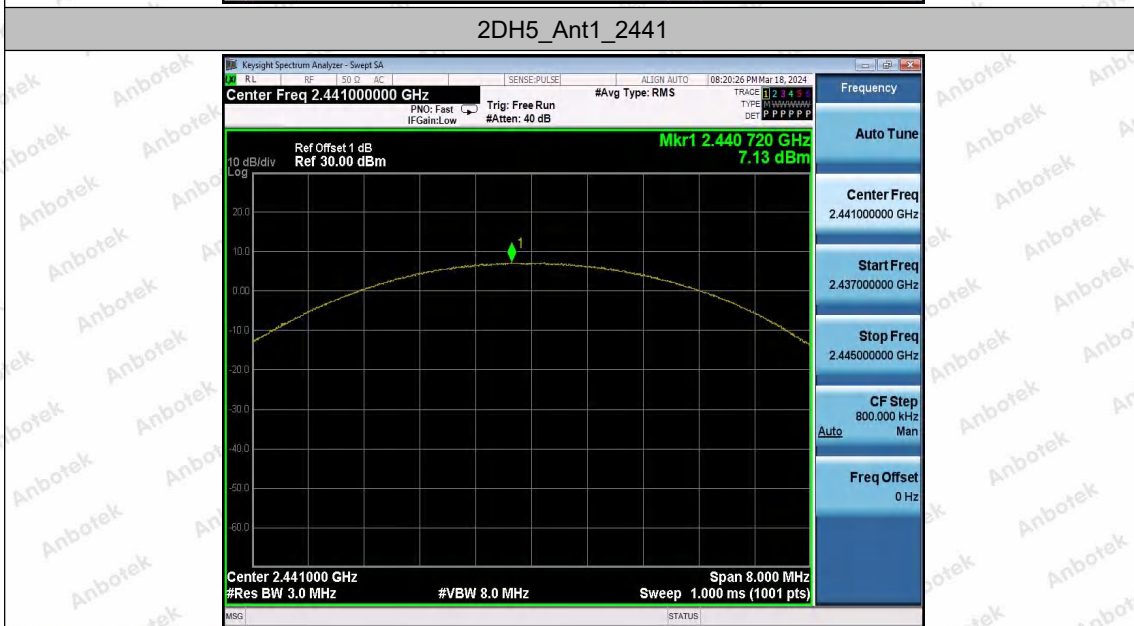 2DH5_Ant1_2441
Keysight Spectrum Analyzer - Swept SA
RL RF 50 Ω AC SENSE:PULSE ALIGN AUTO 08:20:26 PM Mar 18, 2024
Center Freq 2.441000000 GHz
PNO: Fast
IFGain:Low
Trig: Free Run
#Atten: 40 dB
#Avg Type: RMS
TRACE 1 2 3 4 5 6
TYPE M WWWWW
DET P P P P P P
Frequency
Mkr1 2.440 720 GHz
7.13 dBm
Ref Offset 1 dB
10 dB/div Ref 30.00 dBm
Log
20.0
10.0
0.00
-10.0
-20.0
-30.0
-40.0
-50.0
-60.0
1
Center 2.441000 GHz Span 8.000 MHz
#Res BW 3.0 MHz #VBW 8.0 MHz Sweep 1.000 ms (1001 pts)
MSG STATUS
Auto Tune
Center Freq
2.441000000 GHz
Start Freq
2.437000000 GHz
Stop Freq
2.445000000 GHz
CF Step
800.000 kHz
Auto Man
Freq Offset
0 Hz
Anbotek